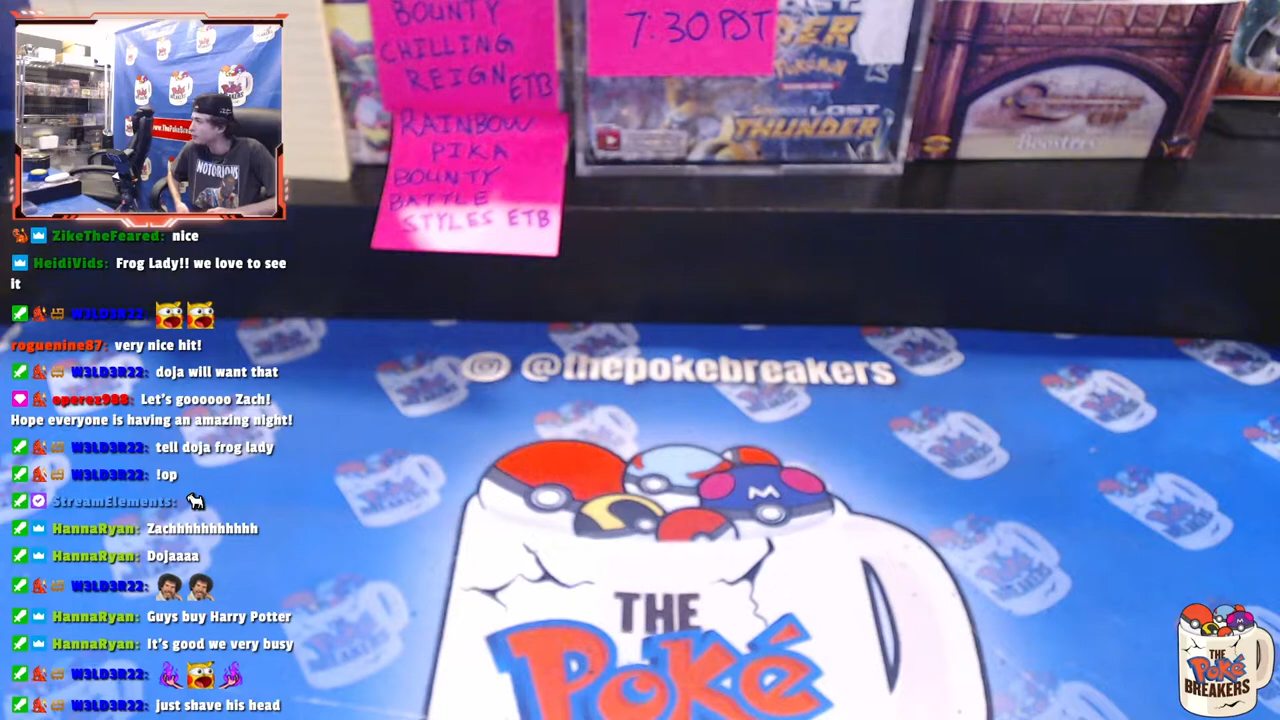 BOUNTY
CHILLING
REIGN ETB
RAINBOW
PIKA
BOUNTY
BATTLE
STYLES ETB
7:30 PST
POKÉMON
LOST
THUNDER
Boosters
NOTORIOUS
ZikeTheFeared: nice
HeidiVids: Frog Lady!! we love to see
it
W3LD3R22:
roguenine87: very nice hit!
W3LD3R22: doja will want that
operez988: Let's goooooo Zach!
Hope everyone is having an amazing night!
W3LD3R22: tell doja frog lady
W3LD3R22: !op
StreamElements:
HannaRyan: Zachhhhhhhhhh
HannaRyan: Dojaaaa
W3LD3R22:
HannaRyan: Guys buy Harry Potter
HannaRyan: It's good we very busy
W3LD3R22:
W3LD3R22: just shave his head
@thepokebreakers
THE
Poké
THE
Poké
BREAKERS